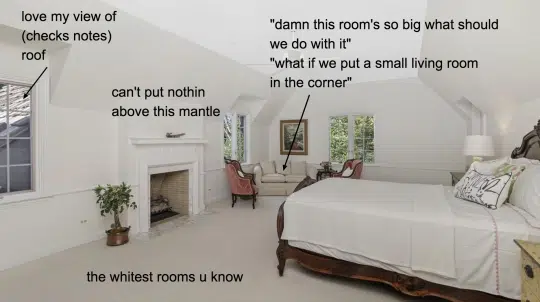 love my view of
(checks notes)
roof
"damn this room's so big what should
we do with it"
"what if we put a small living room
in the corner"
can't put nothin
above this mantle
the whitest rooms u know